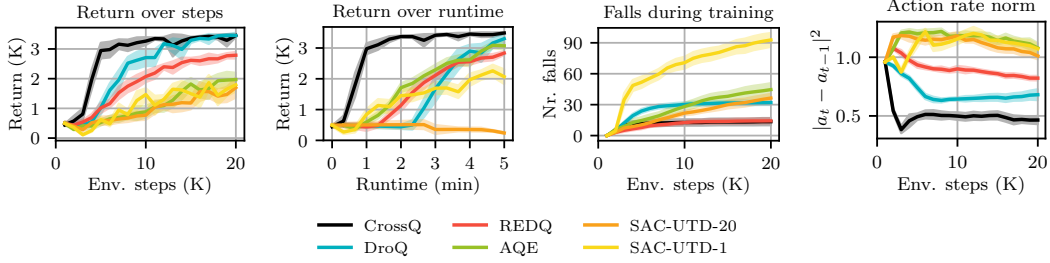 Return over steps
Return (K)
3
2
1
0
0
10
20
Env. steps (K)
Return over runtime
Return (K)
3
2
1
0
0
1
2
3
4
5
Runtime (min)
Falls during training
Nr. falls
90
60
30
0
0
10
20
Env. steps (K)
Action rate norm
|a_t − a_{t−1}|^2
1.0
0.5
0
10
20
Env. steps (K)
CrossQ
REDQ
SAC-UTD-20
DroQ
AQE
SAC-UTD-1